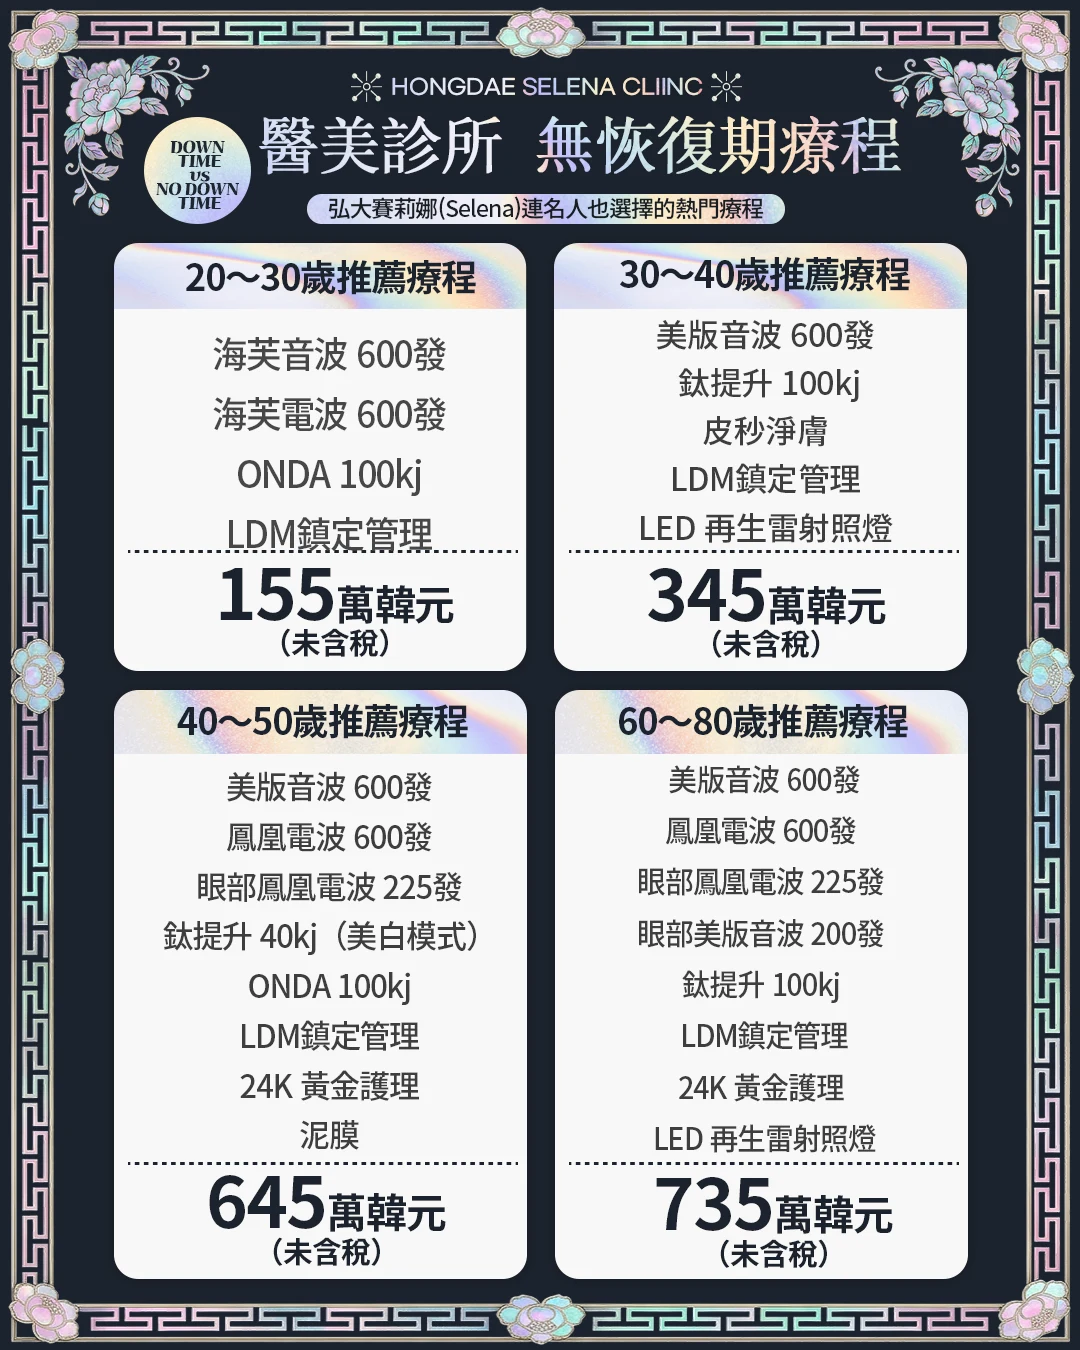 HONGDAE SELENA CLIINC
DOWN
TIME
vs
NO DOWN
TIME
醫美診所 無恢復期療程
弘大賽莉娜(Selena)連名人也選擇的熱門療程
20～30歲推薦療程
海芙音波 600發
海芙電波 600發
ONDA 100kj
LDM鎮定管理
155萬韓元
（未含稅）
30～40歲推薦療程
美版音波 600發
鈦提升 100kj
皮秒淨膚
LDM鎮定管理
LED 再生雷射照燈
345萬韓元
（未含稅）
40～50歲推薦療程
美版音波 600發
鳳凰電波 600發
眼部鳳凰電波 225發
鈦提升 40kj（美白模式）
ONDA 100kj
LDM鎮定管理
24K 黃金護理
泥膜
645萬韓元
（未含稅）
60～80歲推薦療程
美版音波 600發
鳳凰電波 600發
眼部鳳凰電波 225發
眼部美版音波 200發
鈦提升 100kj
LDM鎮定管理
24K 黃金護理
LED 再生雷射照燈
735萬韓元
（未含稅）